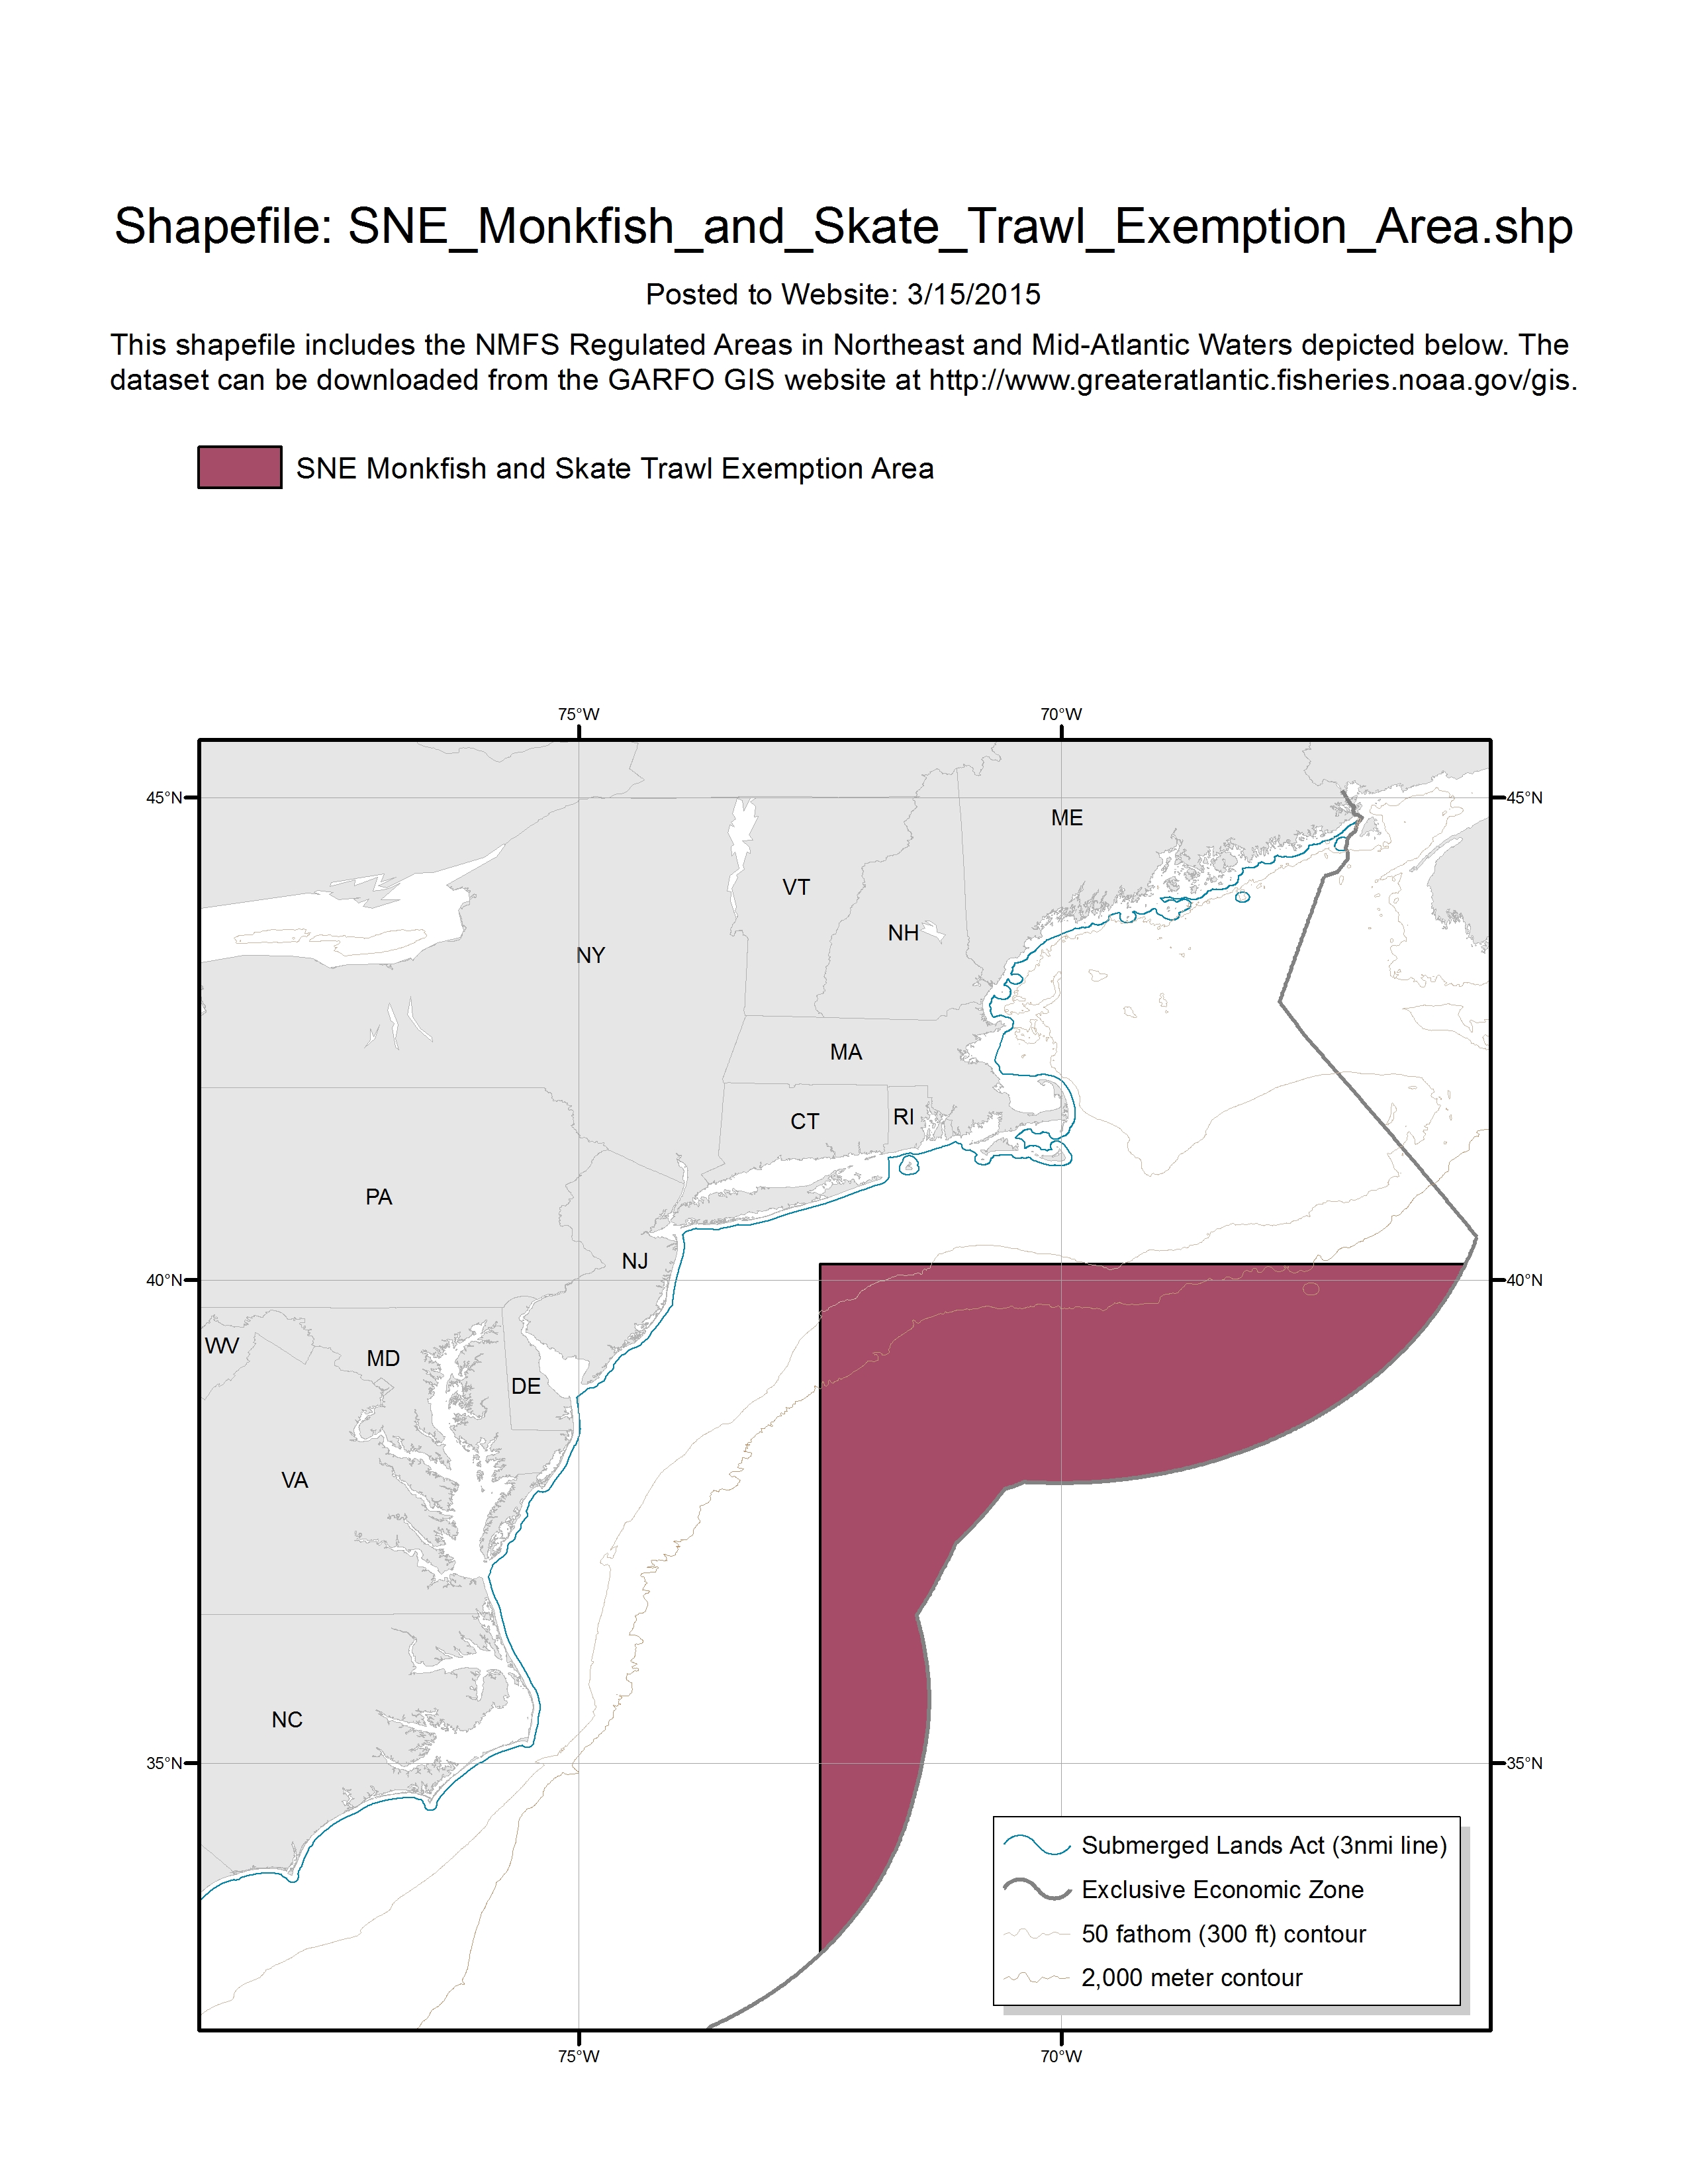 Shapefile: SNE_Monkfish_and_Skate_Trawl_Exemption_Area.shp
Posted to Website: 3/15/2015
This shapefile includes the NMFS Regulated Areas in Northeast and Mid-Atlantic Waters depicted below. The
dataset can be downloaded from the GARFO GIS website at http://www.greateratlantic.fisheries.noaa.gov/gis.
SNE Monkfish and Skate Trawl Exemption Area
75°W 70°W
45°N 45°N
ME
VT
NH
NY
MA
RI
CT
PA
NJ
40°N 40°N
WV
MD
DE
VA
NC
35°N 35°N
Submerged Lands Act (3nmi line)
Exclusive Economic Zone
50 fathom (300 ft) contour
2,000 meter contour
75°W 70°W